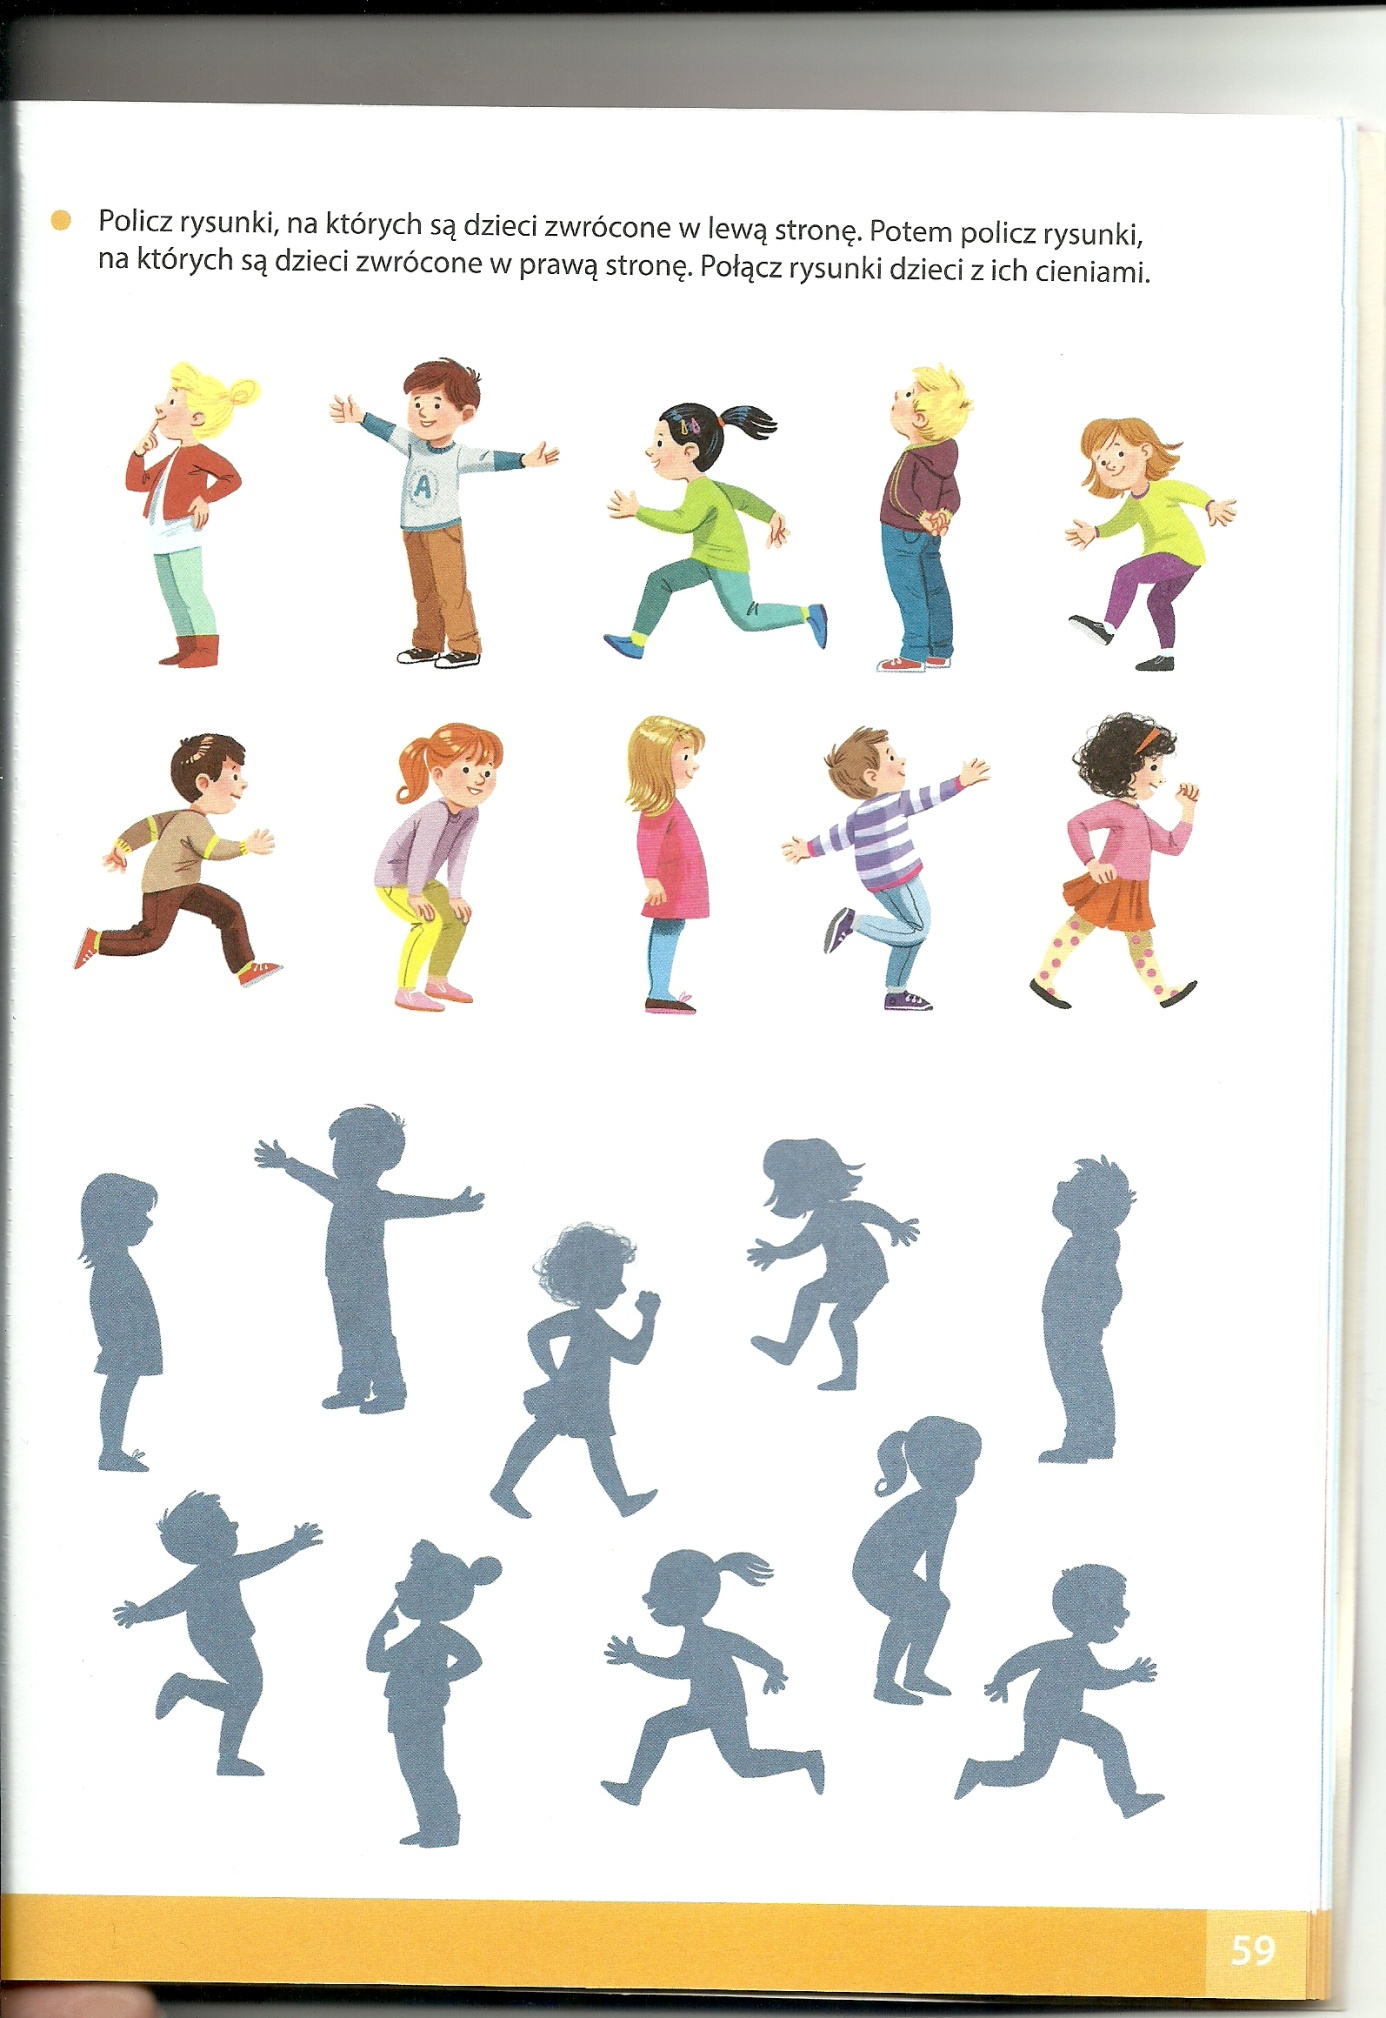 Policz rysunki, na których są dzieci zwrócone w lewą stronę. Potem policz rysunki,
na których są dzieci zwrócone w prawą stronę. Połącz rysunki dzieci z ich cieniami.
A
59